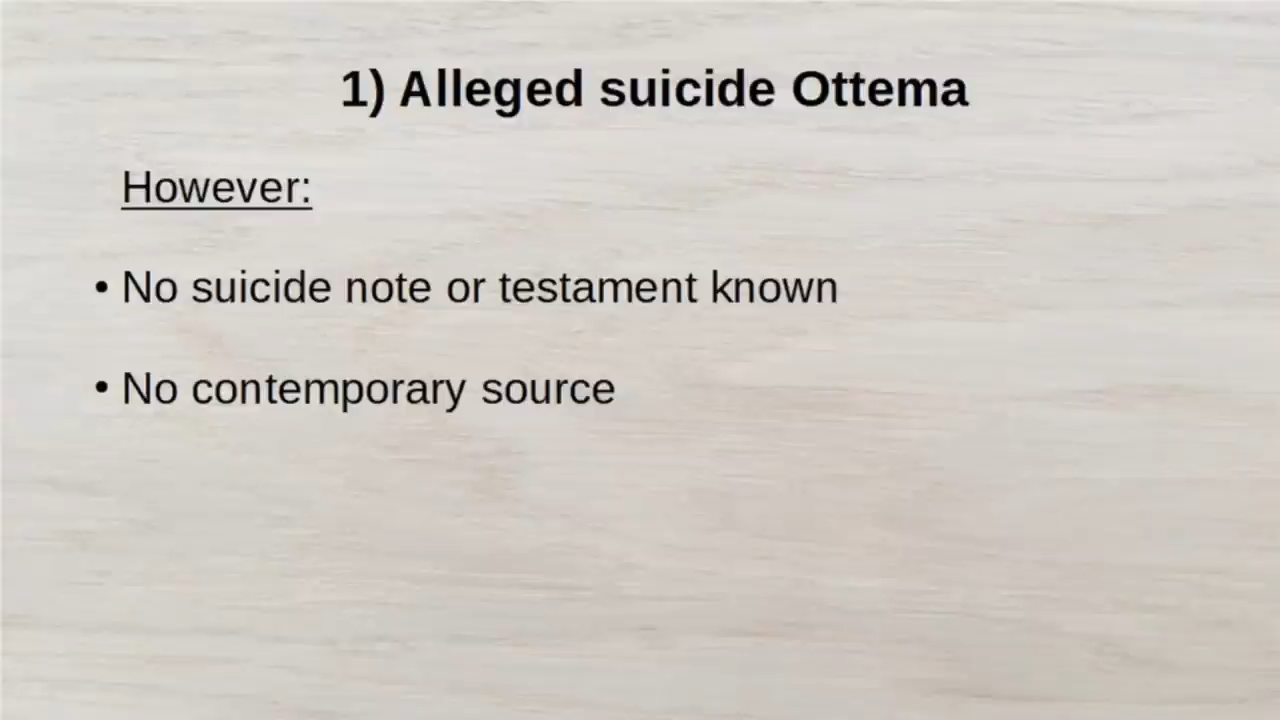 1) Alleged suicide Ottema
However:
• No suicide note or testament known
• No contemporary source